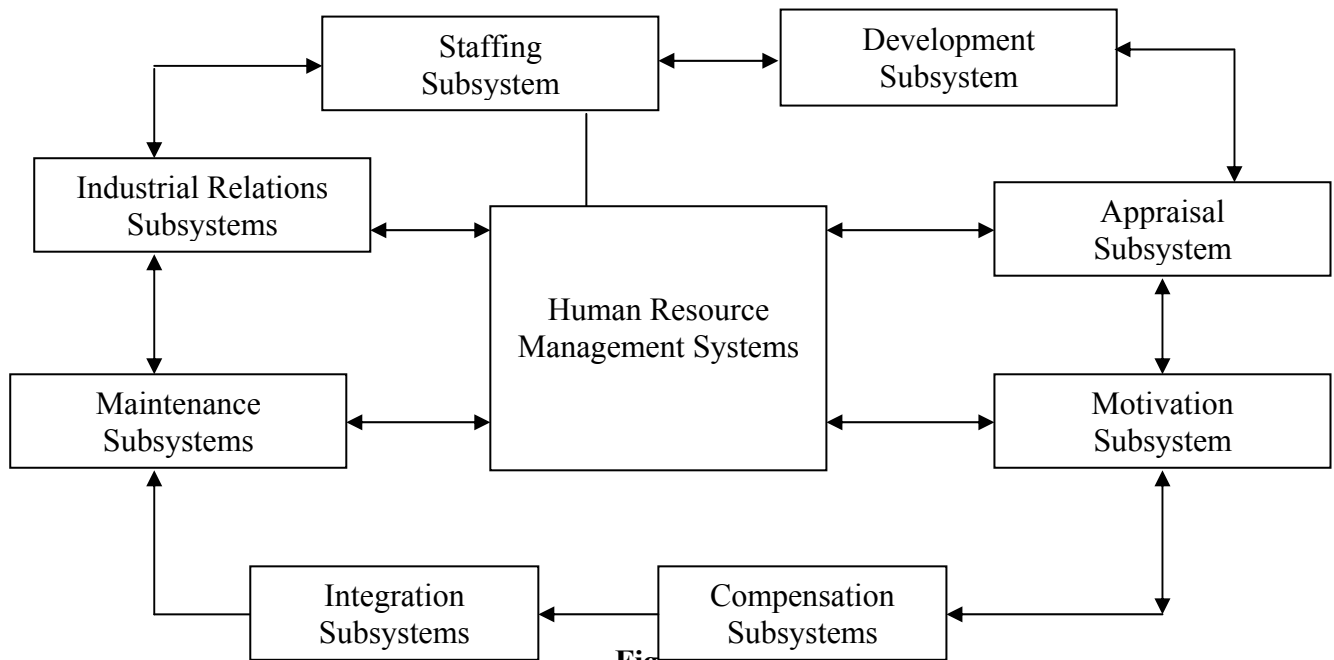 Staffing
Subsystem
Development
Subsystem
Industrial Relations
Subsystems
Appraisal
Subsystem
Human Resource
Management Systems
Maintenance
Subsystems
Motivation
Subsystem
Integration
Subsystems
Compensation
Subsystems
Fig